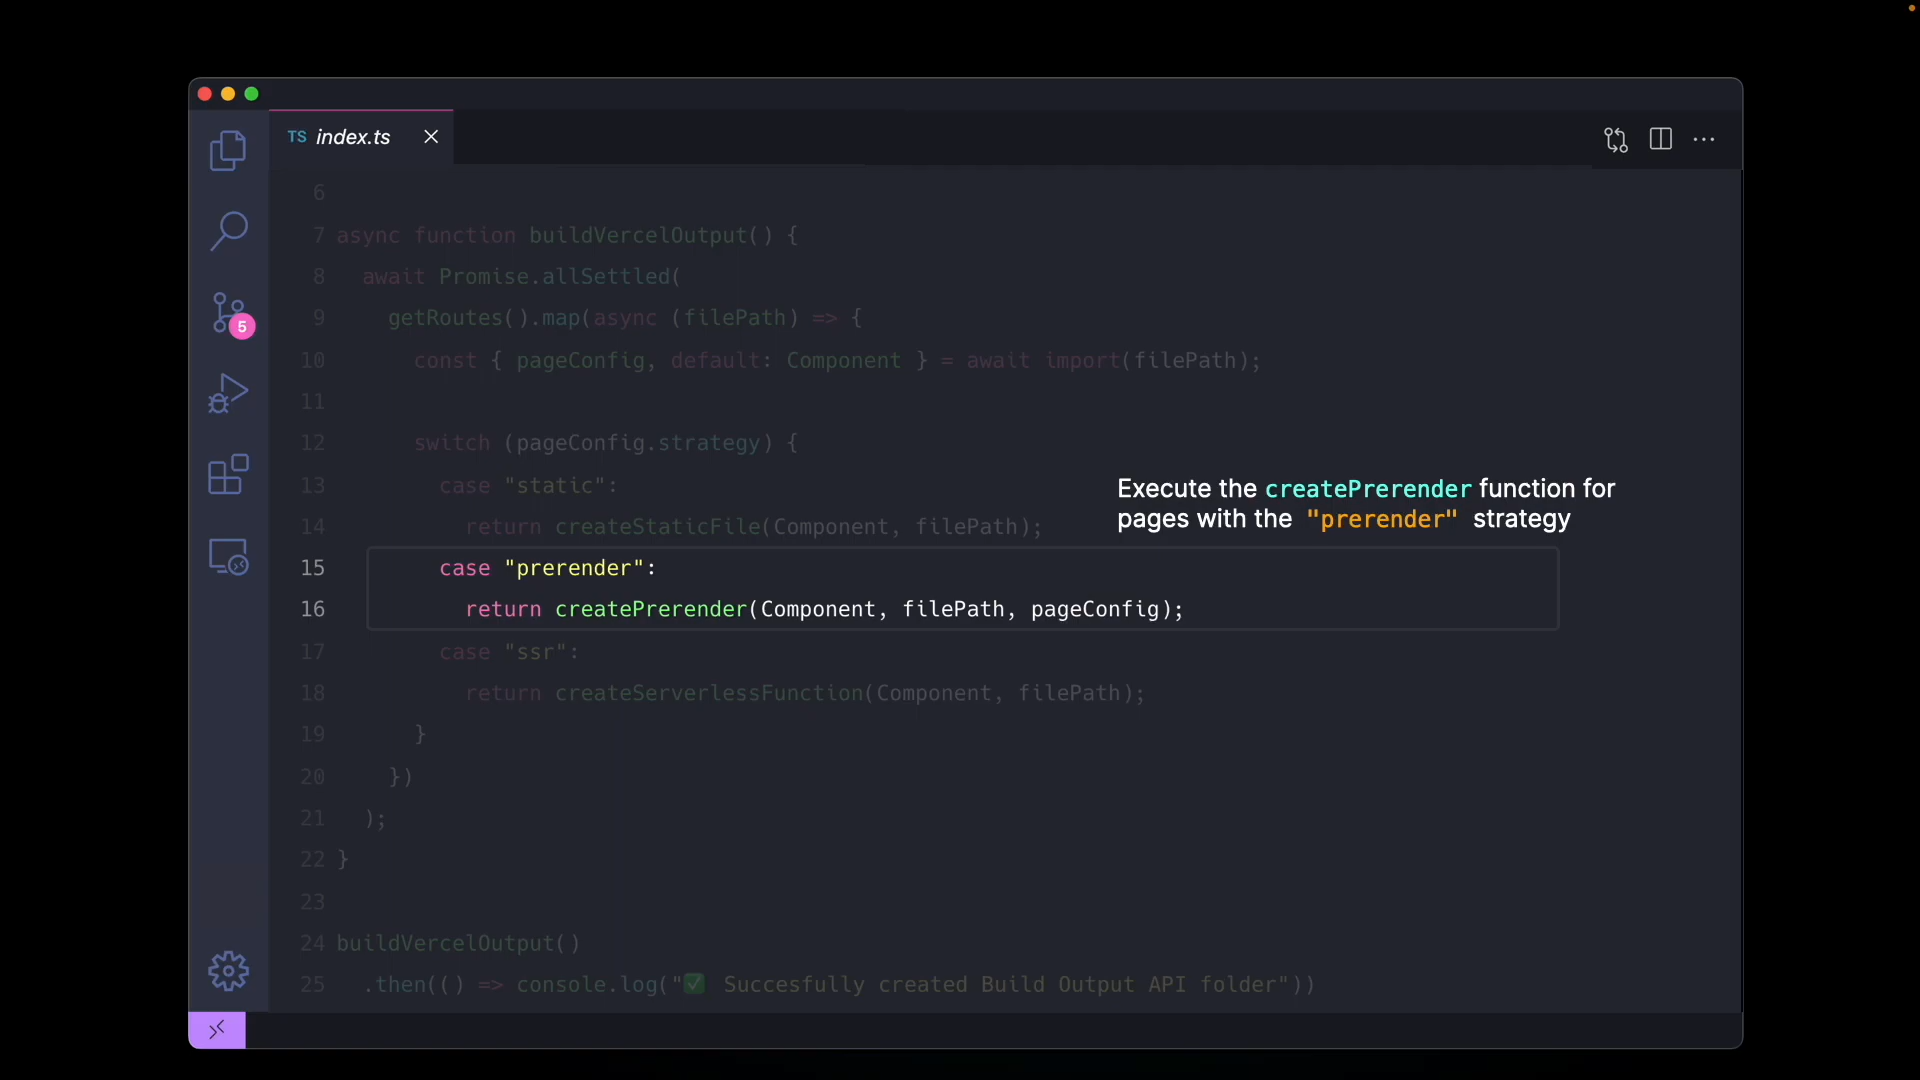 TS index.ts
6
7 async function buildVercelOutput() {
8 await Promise.allSettled(
9 getRoutes().map(async (filePath) => {
10 const { pageConfig, default: Component } = await import(filePath);
11
12 switch (pageConfig.strategy) {
13 case "static":
Execute the createPrerender function for
pages with the "prerender" strategy
14 return createStaticFile(Component, filePath);
15 case "prerender":
16 return createPrerender(Component, filePath, pageConfig);
17 case "ssr":
18 return createServerlessFunction(Component, filePath);
19 }
20 })
21 );
22 }
23
24 buildVercelOutput()
25 .then(() => console.log("✅ Succesfully created Build Output API folder"))
5